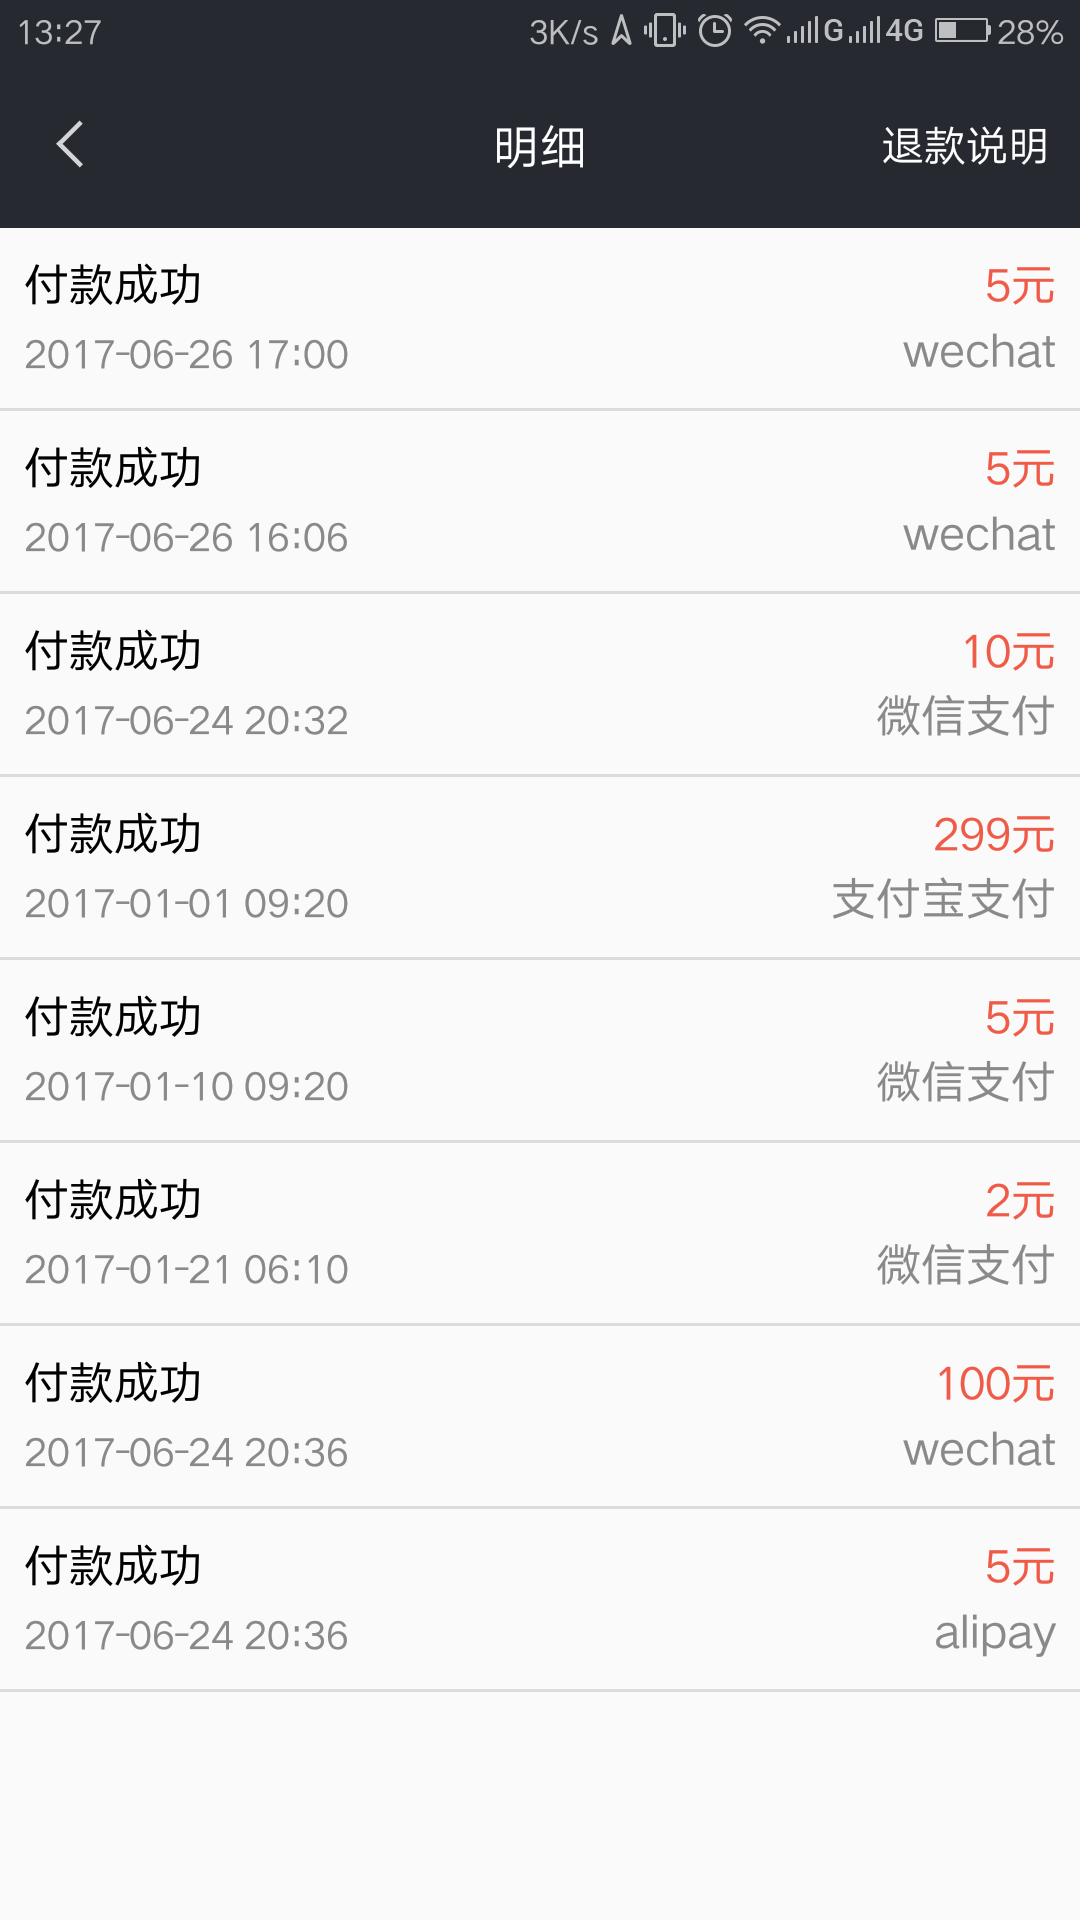 13:27 3K/s G 4G 28%
明细 退款说明
付款成功 5元
2017-06-26 17:00 wechat
付款成功 5元
2017-06-26 16:06 wechat
付款成功 10元
2017-06-24 20:32 微信支付
付款成功 299元
2017-01-01 09:20 支付宝支付
付款成功 5元
2017-01-10 09:20 微信支付
付款成功 2元
2017-01-21 06:10 微信支付
付款成功 100元
2017-06-24 20:36 wechat
付款成功 5元
2017-06-24 20:36 alipay